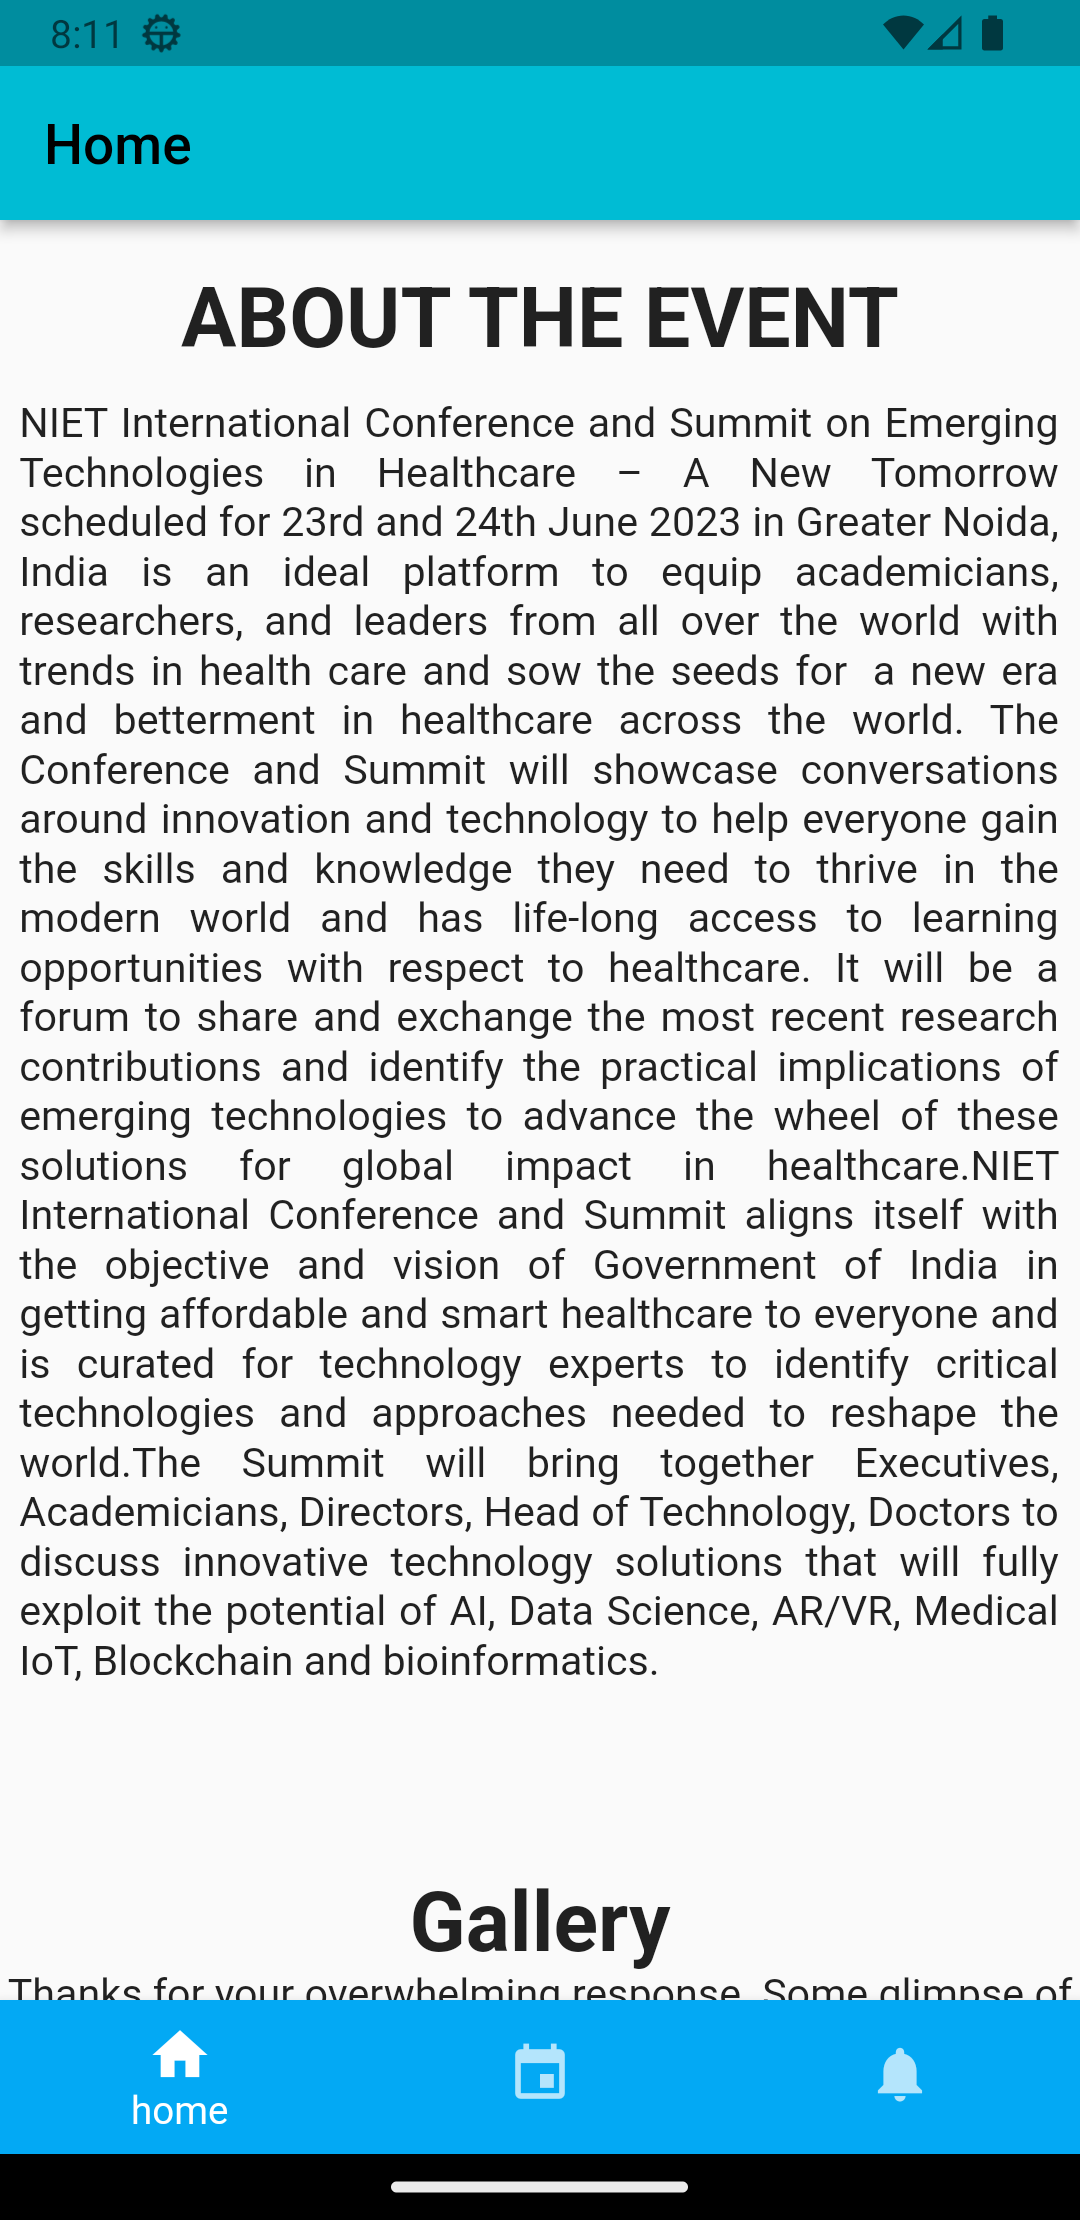 8:11
Home
ABOUT THE EVENT
NIET International Conference and Summit on Emerging
Technologies in Healthcare – A New Tomorrow
scheduled for 23rd and 24th June 2023 in Greater Noida,
India is an ideal platform to equip academicians,
researchers, and leaders from all over the world with
trends in health care and sow the seeds for a new era
and betterment in healthcare across the world. The
Conference and Summit will showcase conversations
around innovation and technology to help everyone gain
the skills and knowledge they need to thrive in the
modern world and has life-long access to learning
opportunities with respect to healthcare. It will be a
forum to share and exchange the most recent research
contributions and identify the practical implications of
emerging technologies to advance the wheel of these
solutions for global impact in healthcare.NIET
International Conference and Summit aligns itself with
the objective and vision of Government of India in
getting affordable and smart healthcare to everyone and
is curated for technology experts to identify critical
technologies and approaches needed to reshape the
world.The Summit will bring together Executives,
Academicians, Directors, Head of Technology, Doctors to
discuss innovative technology solutions that will fully
exploit the potential of AI, Data Science, AR/VR, Medical
IoT, Blockchain and bioinformatics.
Gallery
Thanks for your overwhelming response. Some glimpse of
home